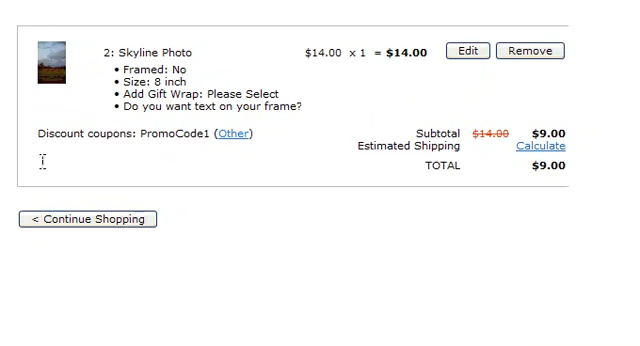 2: Skyline Photo $14.00 x 1 = $14.00 Edit Remove
• Framed: No
• Size: 8 inch
• Add Gift Wrap: Please Select
• Do you want text on your frame?
Discount coupons: PromoCode1 (Other) Subtotal $14.00 $9.00
Estimated Shipping Calculate
TOTAL $9.00
< Continue Shopping